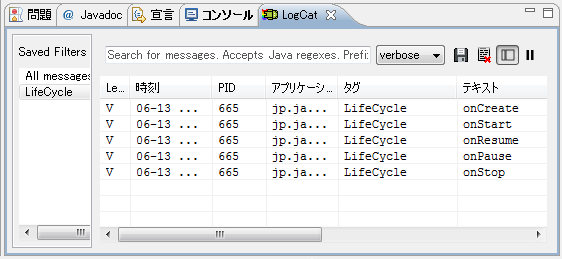 問題 @ Javadoc 宣言 コンソール LogCat
Saved Filters
All messages
LifeCycle
Search for messages. Accepts Java regexes. Prefix
verbose
Le... 時刻 PID アプリケーシ... タグ テキスト
V 06-13 ... 665 jp.ja... LifeCycle onCreate
V 06-13 ... 665 jp.ja... LifeCycle onStart
V 06-13 ... 665 jp.ja... LifeCycle onResume
V 06-13 ... 665 jp.ja... LifeCycle onPause
V 06-13 ... 665 jp.ja... LifeCycle onStop